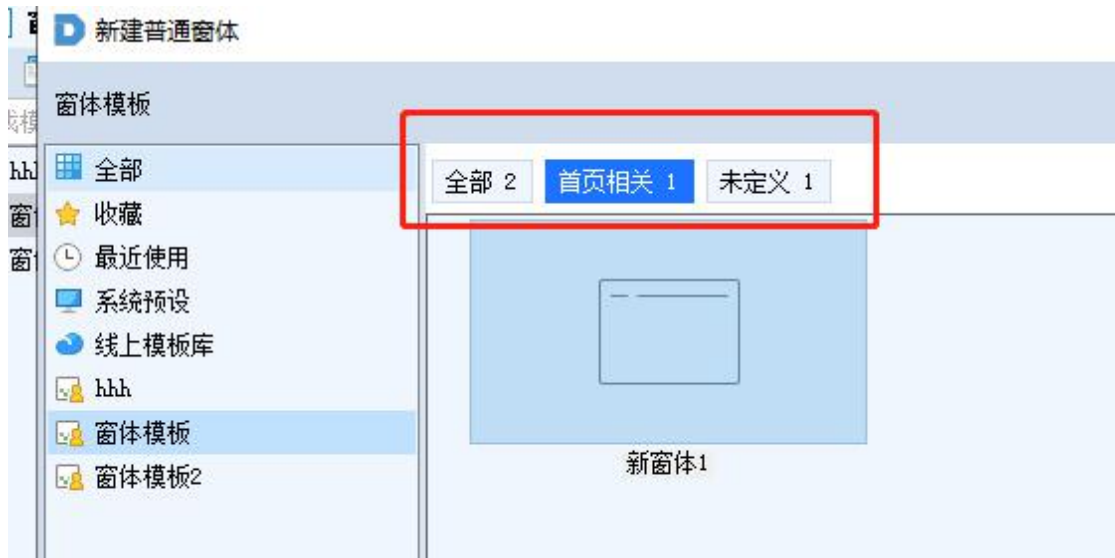 新建普通窗体
窗体模板
全部
收藏
最近使用
系统预设
线上模板库
hhh
窗体模板
窗体模板2
全部 2 首页相关 1 未定义 1
新窗体1